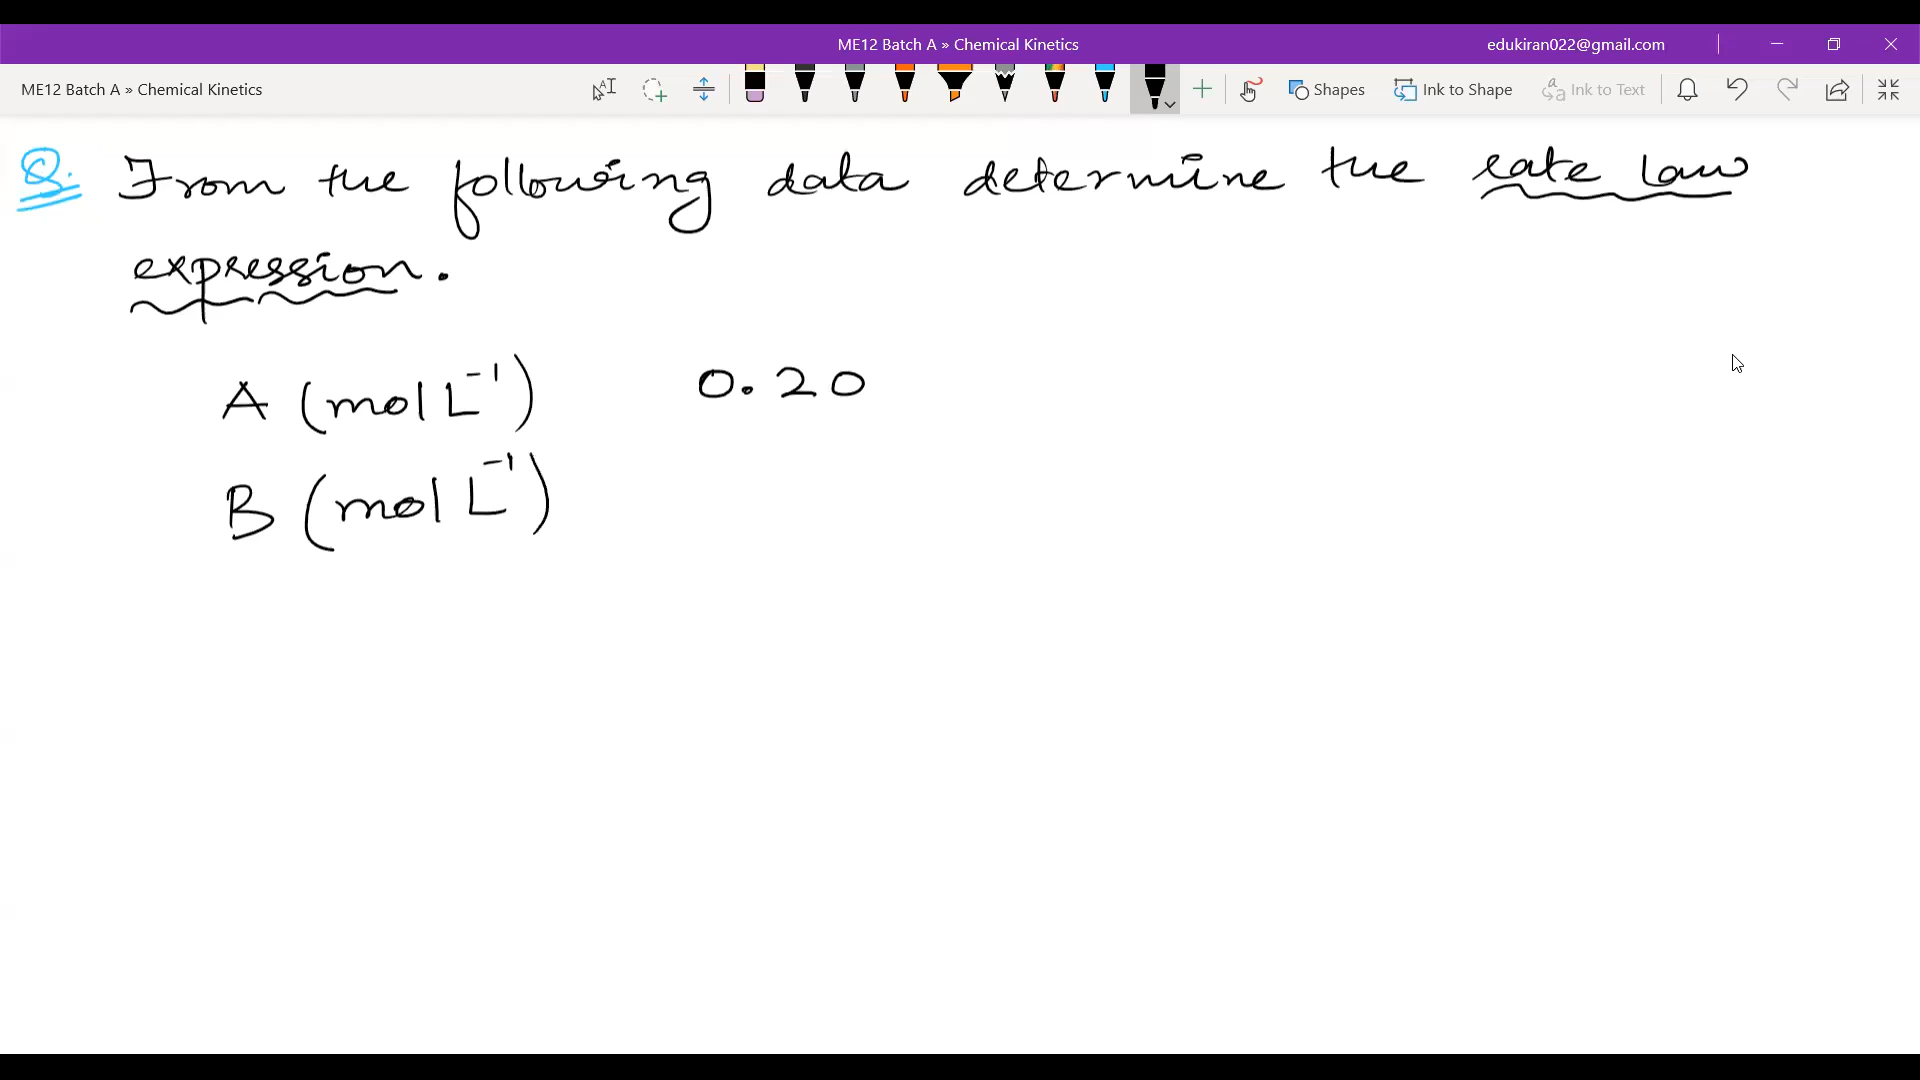 ME12 Batch A » Chemical Kinetics
edukiran022@gmail.com
ME12 Batch A » Chemical Kinetics
Shapes
Ink to Shape
Ink to Text
Q. From the following data determine the rate law
expression.
A (mol L⁻¹) 0.20
B (mol L⁻¹)